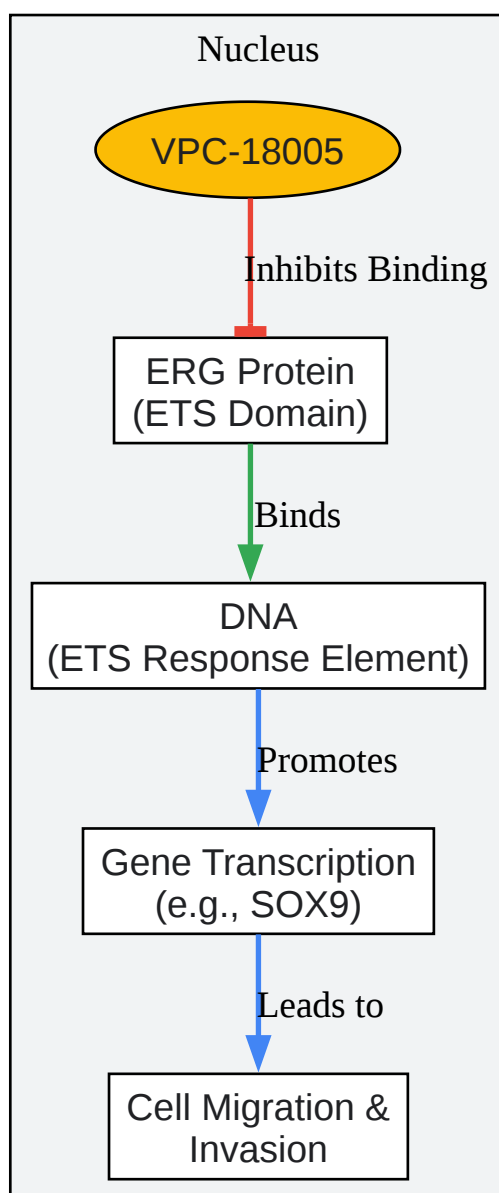 Nucleus
VPC-18005
Inhibits Binding
ERG Protein
(ETS Domain)
Binds
DNA
(ETS Response Element)
Promotes
Gene Transcription
(e.g., SOX9)
Leads to
Cell Migration &
Invasion